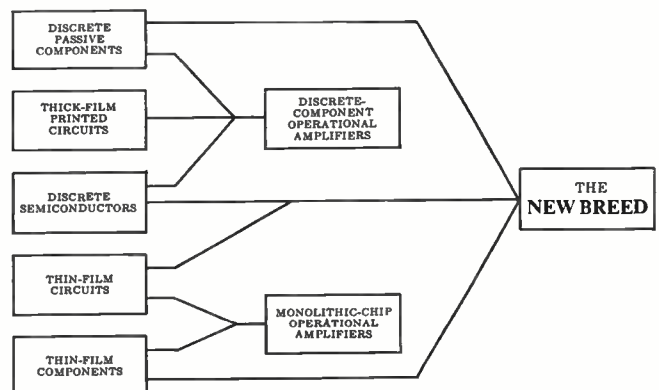 DISCRETE
PASSIVE
COMPONENTS
THICK-FILM
PRINTED
CIRCUITS
DISCRETE-
COMPONENT
OPERATIONAL
AMPLIFIERS
DISCRETE
SEMICONDUCTORS
THE
NEW BREED
THIN-FILM
CIRCUITS
MONOLITHIC-CHIP
OPERATIONAL
AMPLIFIERS
THIN-FILM
COMPONENTS